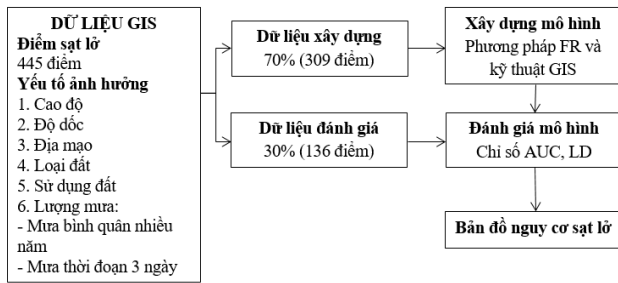 DỮ LIỆU GIS
Điểm sạt lở
445 điểm
Yếu tố ảnh hưởng
1. Cao độ
2. Độ dốc
3. Địa mạo
4. Loại đất
5. Sử dụng đất
6. Lượng mưa:
- Mưa bình quân nhiều
năm
- Mưa thời đoạn 3 ngày
Dữ liệu xây dựng
70% (309 điểm)
Dữ liệu đánh giá
30% (136 điểm)
Xây dựng mô hình
Phương pháp FR và
kỹ thuật GIS
Đánh giá mô hình
Chỉ số AUC, LD
Bản đồ nguy cơ sạt lở